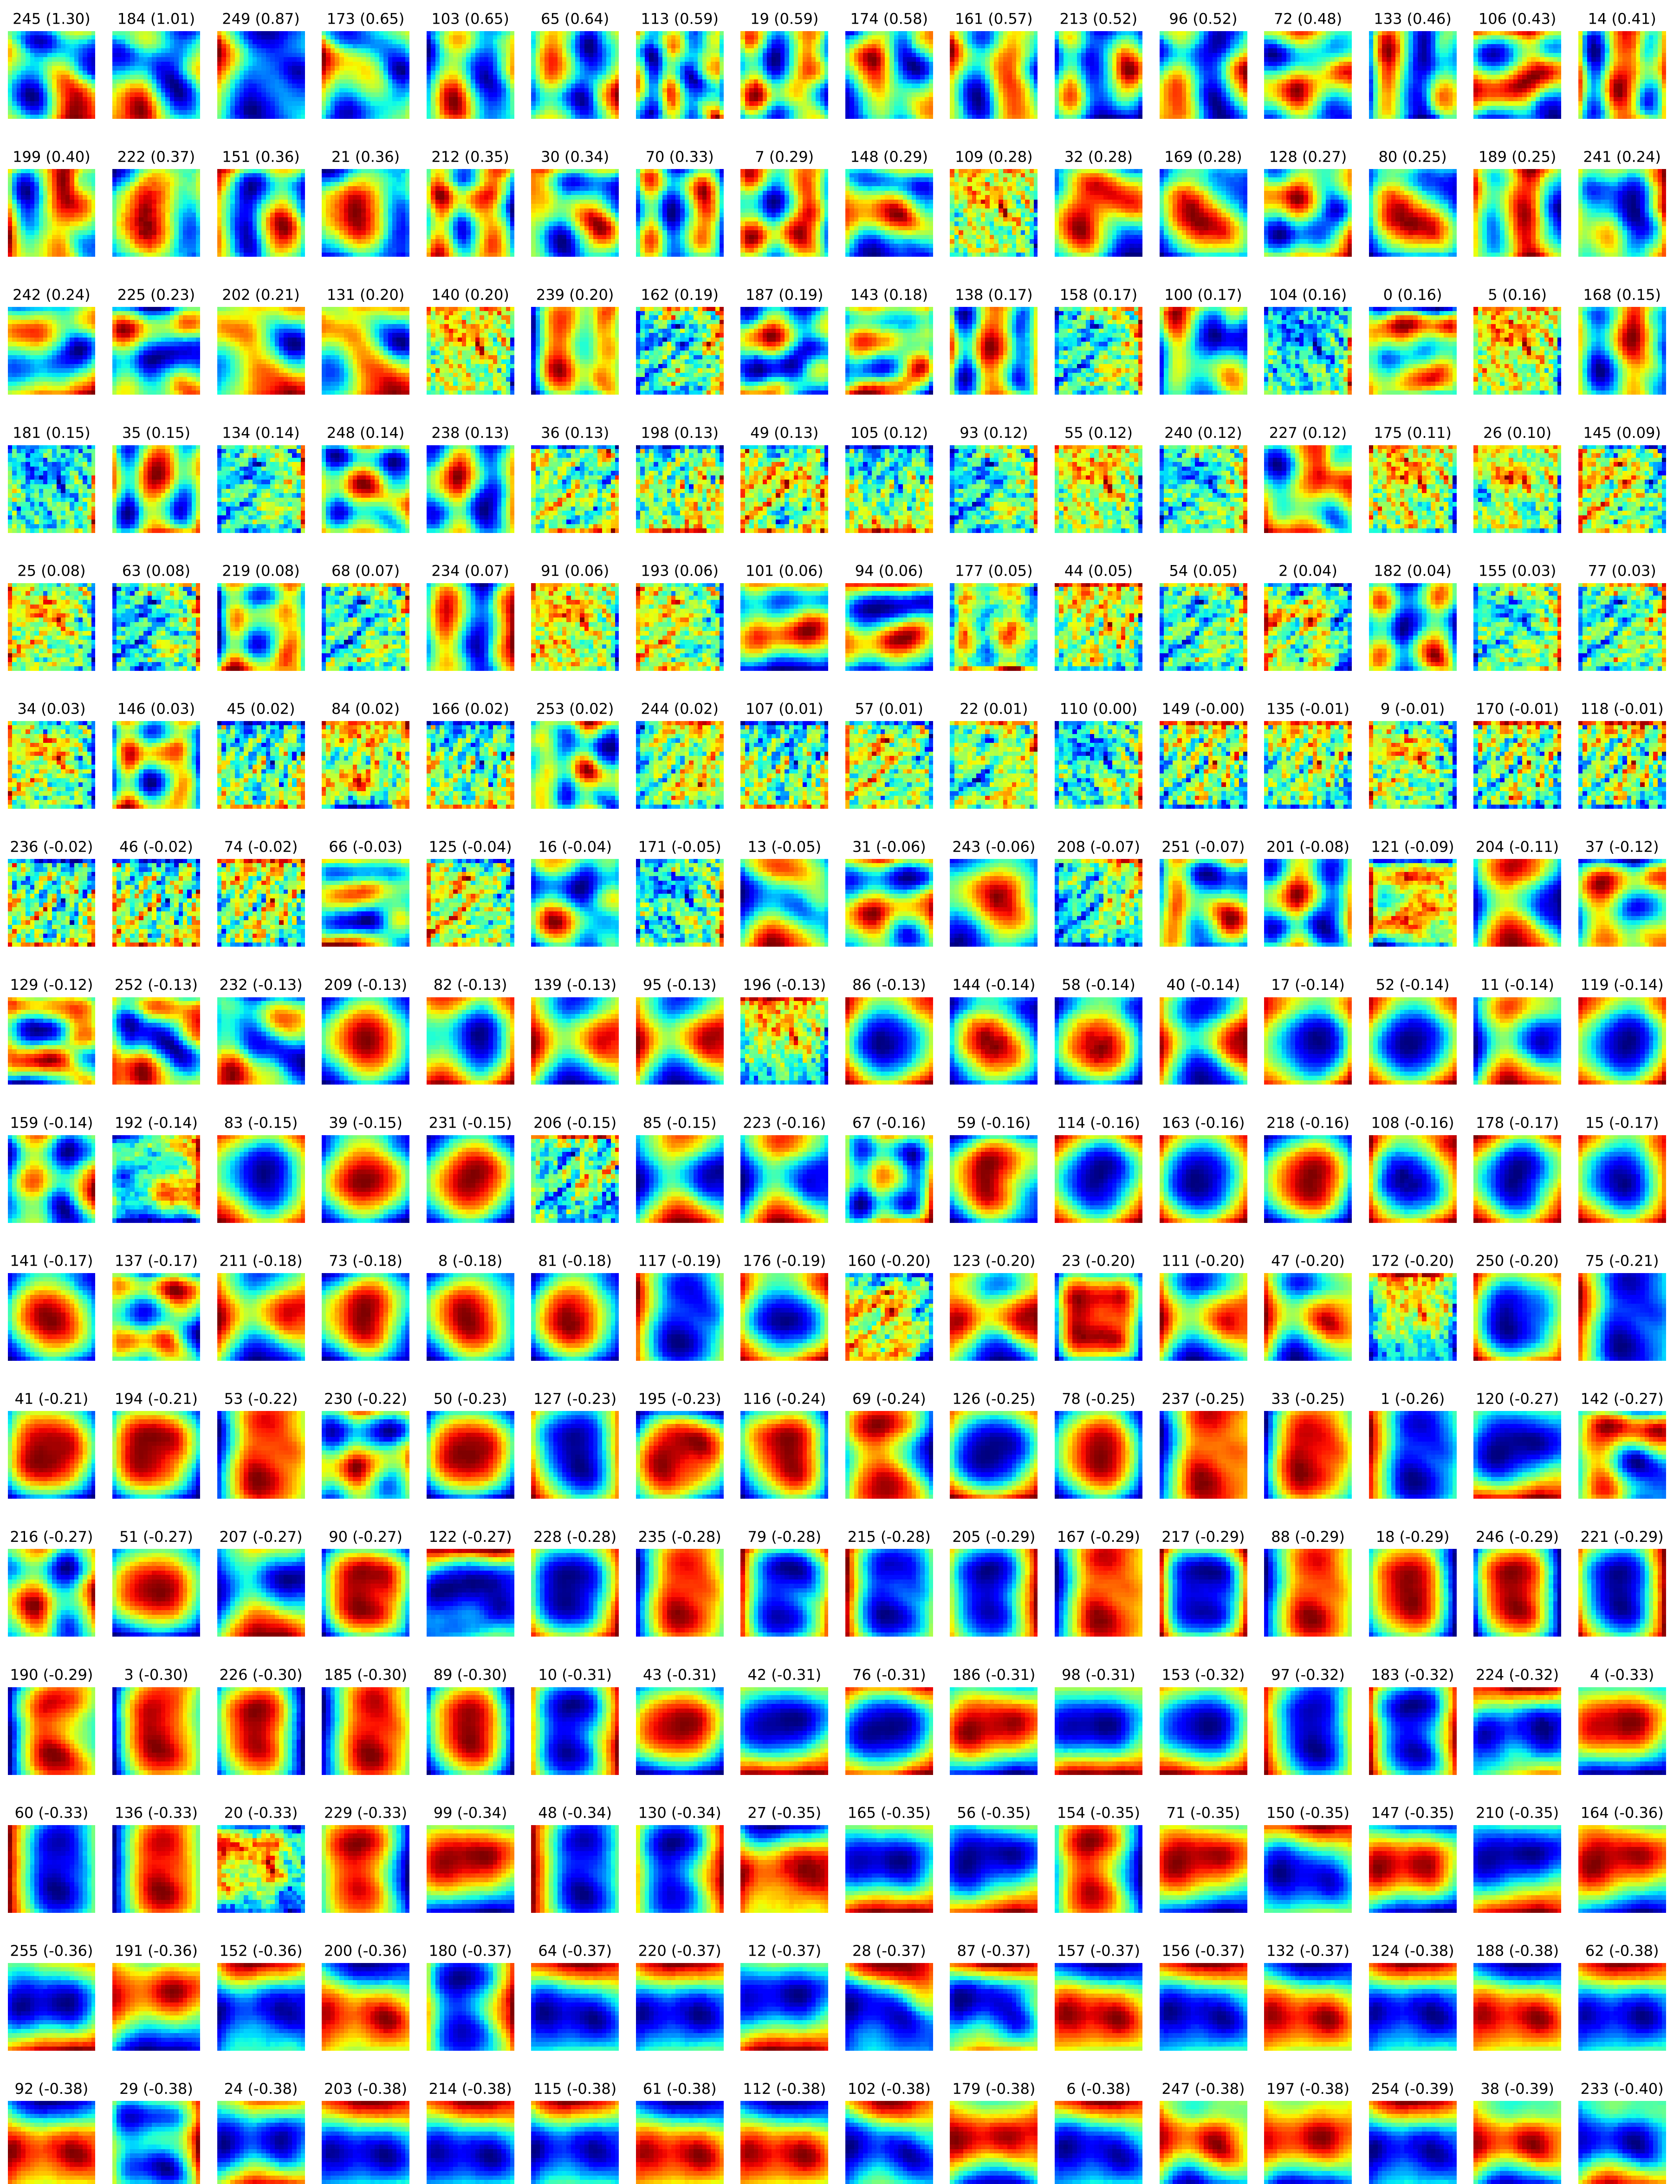 245 (1.30) 184 (1.01) 249 (0.87) 173 (0.65) 103 (0.65) 65 (0.64) 113 (0.59) 19 (0.59) 174 (0.58) 161 (0.57) 213 (0.52) 96 (0.52) 72 (0.48) 133 (0.46) 106 (0.43) 14 (0.41)
199 (0.40) 222 (0.37) 151 (0.36) 21 (0.36) 212 (0.35) 30 (0.34) 70 (0.33) 7 (0.29) 148 (0.29) 109 (0.28) 32 (0.28) 169 (0.28) 128 (0.27) 80 (0.25) 189 (0.25) 241 (0.24)
242 (0.24) 225 (0.23) 202 (0.21) 131 (0.20) 140 (0.20) 239 (0.20) 162 (0.19) 187 (0.19) 143 (0.18) 138 (0.17) 158 (0.17) 100 (0.17) 104 (0.16) 0 (0.16) 5 (0.16) 168 (0.15)
181 (0.15) 35 (0.15) 134 (0.14) 248 (0.14) 238 (0.13) 36 (0.13) 198 (0.13) 49 (0.13) 105 (0.12) 93 (0.12) 55 (0.12) 240 (0.12) 227 (0.12) 175 (0.11) 26 (0.10) 145 (0.09)
25 (0.08) 63 (0.08) 219 (0.08) 68 (0.07) 234 (0.07) 91 (0.06) 193 (0.06) 101 (0.06) 94 (0.06) 177 (0.05) 44 (0.05) 54 (0.05) 2 (0.04) 182 (0.04) 155 (0.03) 77 (0.03)
34 (0.03) 146 (0.03) 45 (0.02) 84 (0.02) 166 (0.02) 253 (0.02) 244 (0.02) 107 (0.01) 57 (0.01) 22 (0.01) 110 (0.00) 149 (-0.00) 135 (-0.01) 9 (-0.01) 170 (-0.01) 118 (-0.01)
236 (-0.02) 46 (-0.02) 74 (-0.02) 66 (-0.03) 125 (-0.04) 16 (-0.04) 171 (-0.05) 13 (-0.05) 31 (-0.06) 243 (-0.06) 208 (-0.07) 251 (-0.07) 201 (-0.08) 121 (-0.09) 204 (-0.11) 37 (-0.12)
129 (-0.12) 252 (-0.13) 232 (-0.13) 209 (-0.13) 82 (-0.13) 139 (-0.13) 95 (-0.13) 196 (-0.13) 86 (-0.13) 144 (-0.14) 58 (-0.14) 40 (-0.14) 17 (-0.14) 52 (-0.14) 11 (-0.14) 119 (-0.14)
159 (-0.14) 192 (-0.14) 83 (-0.15) 39 (-0.15) 231 (-0.15) 206 (-0.15) 85 (-0.15) 223 (-0.16) 67 (-0.16) 59 (-0.16) 114 (-0.16) 163 (-0.16) 218 (-0.16) 108 (-0.16) 178 (-0.17) 15 (-0.17)
141 (-0.17) 137 (-0.17) 211 (-0.18) 73 (-0.18) 8 (-0.18) 81 (-0.18) 117 (-0.19) 176 (-0.19) 160 (-0.20) 123 (-0.20) 23 (-0.20) 111 (-0.20) 47 (-0.20) 172 (-0.20) 250 (-0.20) 75 (-0.21)
41 (-0.21) 194 (-0.21) 53 (-0.22) 230 (-0.22) 50 (-0.23) 127 (-0.23) 195 (-0.23) 116 (-0.24) 69 (-0.24) 126 (-0.25) 78 (-0.25) 237 (-0.25) 33 (-0.25) 1 (-0.26) 120 (-0.27) 142 (-0.27)
216 (-0.27) 51 (-0.27) 207 (-0.27) 90 (-0.27) 122 (-0.27) 228 (-0.28) 235 (-0.28) 79 (-0.28) 215 (-0.28) 205 (-0.29) 167 (-0.29) 217 (-0.29) 88 (-0.29) 18 (-0.29) 246 (-0.29) 221 (-0.29)
190 (-0.29) 3 (-0.30) 226 (-0.30) 185 (-0.30) 89 (-0.30) 10 (-0.31) 43 (-0.31) 42 (-0.31) 76 (-0.31) 186 (-0.31) 98 (-0.31) 153 (-0.32) 97 (-0.32) 183 (-0.32) 224 (-0.32) 4 (-0.33)
60 (-0.33) 136 (-0.33) 20 (-0.33) 229 (-0.33) 99 (-0.34) 48 (-0.34) 130 (-0.34) 27 (-0.35) 165 (-0.35) 56 (-0.35) 154 (-0.35) 71 (-0.35) 150 (-0.35) 147 (-0.35) 210 (-0.35) 164 (-0.36)
255 (-0.36) 191 (-0.36) 152 (-0.36) 200 (-0.36) 180 (-0.37) 64 (-0.37) 220 (-0.37) 12 (-0.37) 28 (-0.37) 87 (-0.37) 157 (-0.37) 156 (-0.37) 132 (-0.37) 124 (-0.38) 188 (-0.38) 62 (-0.38)
92 (-0.38) 29 (-0.38) 24 (-0.38) 203 (-0.38) 214 (-0.38) 115 (-0.38) 61 (-0.38) 112 (-0.38) 102 (-0.38) 179 (-0.38) 6 (-0.38) 247 (-0.38) 197 (-0.38) 254 (-0.39) 38 (-0.39) 233 (-0.40)